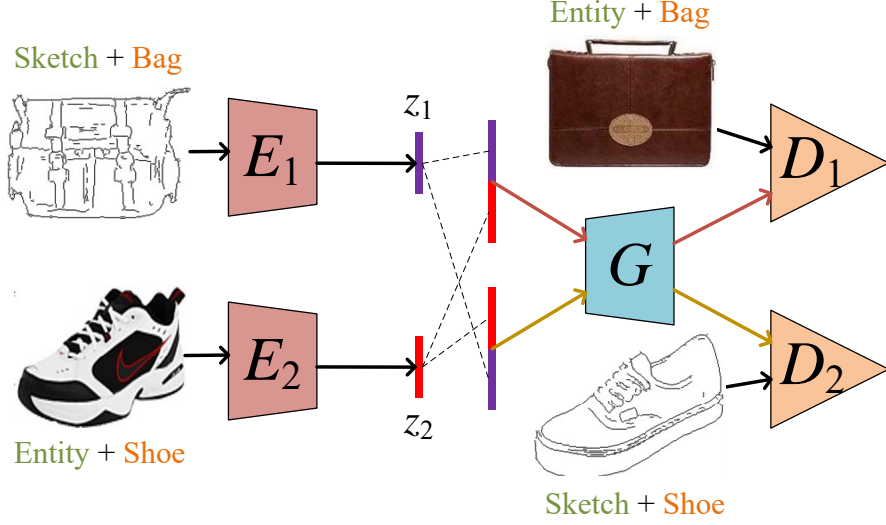 Entity + Bag
Sketch + Bag
z1
E1
D1
G
E2
D2
z2
Entity + Shoe
Sketch + Shoe